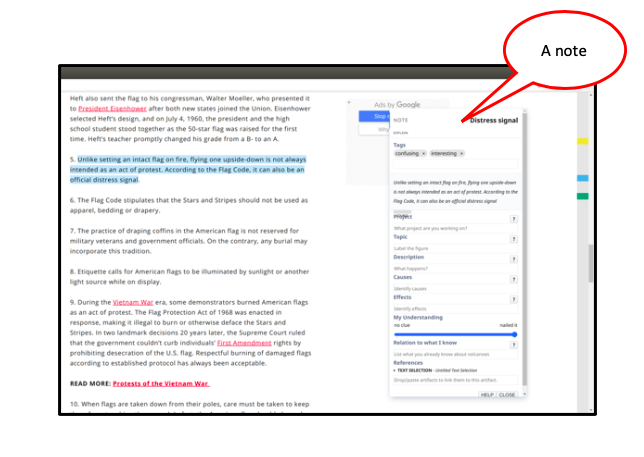 A note
Heft also sent the flag to his congressman, Walter Moeller, who presented it
to President Eisenhower after both new states joined the Union. Eisenhower
selected Heft's design, and on July 4, 1960, the president and the high
school student stood together as the 50-star flag was raised for the first
time. Heft's teacher promptly changed his grade from a B- to an A.
5. Unlike setting an intact flag on fire, flying one upside-down is not always
intended as an act of protest. According to the Flag Code, it can also be an
official distress signal.
6. The Flag Code stipulates that the Stars and Stripes should not be used as
apparel, bedding or drapery.
7. The practice of draping coffins in the American flag is not reserved for
military veterans and government officials. On the contrary, any burial may
incorporate this tradition.
8. Etiquette calls for American flags to be illuminated by sunlight or another
light source while on display.
9. During the Vietnam War era, some demonstrators burned American flags
as an act of protest. The Flag Protection Act of 1968 was enacted in
response, making it illegal to burn or otherwise deface the Stars and
Stripes. In two landmark decisions 20 years later, the Supreme Court ruled
that the government couldn't curb individuals' First Amendment rights by
prohibiting desecration of the U.S. flag. Respectful burning of damaged flags
according to established protocol has always been acceptable.
READ MORE: Protests of the Vietnam War
10. When flags are taken down from their poles, care must be taken to keep
Ads by Google
Stop
Why
NOTE
Distress signal
EXPLAIN
Tags
confusing × interesting ×
Unlike setting an intact flag on fire, flying one upside-down
is not always intended as an act of protest. According to the
Flag Code, it can also be an official distress signal
Project ?
What project are you working on?
Topic ?
Label the figure
Description ?
What happens?
Causes ?
Identify causes
Effects ?
Identify effects
My Understanding
no clue nailed it
Relation to what I know ?
List what you already know about volcanoes
References
• TEXT SELECTION - Untitled Text Selection
Drop/paste artifacts to link them to this artifact.
HELP CLOSE